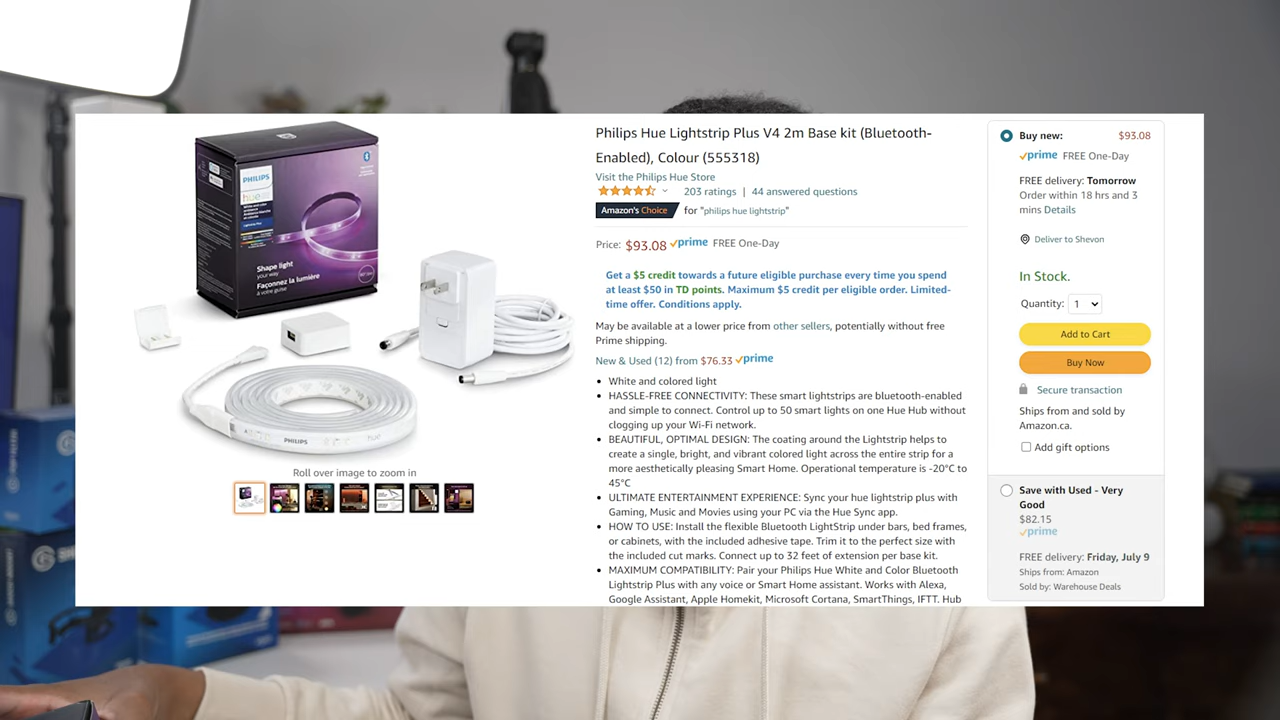 PHILIPS
hue
Shape light
your way
Façonnez la lumière
à votre guise
PHILIPS
Roll over image to zoom in
Philips Hue Lightstrip Plus V4 2m Base kit (Bluetooth-
Enabled), Colour (555318)
Visit the Philips Hue Store
203 ratings | 44 answered questions
Amazon's Choice for "philips hue lightstrip"
Price: $93.08 prime FREE One-Day
Get a $5 credit towards a future eligible purchase every time you spend
at least $50 in TD points. Maximum $5 credit per eligible order. Limited-
time offer. Conditions apply.
May be available at a lower price from other sellers, potentially without free
Prime shipping.
New & Used (12) from $76.33 prime
• White and colored light
• HASSLE-FREE CONNECTIVITY: These smart lightstrips are bluetooth-enabled
and simple to connect. Control up to 50 smart lights on one Hue Hub without
clogging up your Wi-Fi network.
• BEAUTIFUL, OPTIMAL DESIGN: The coating around the Lightstrip helps to
create a single, bright, and vibrant colored light across the entire strip for
a more aesthetically pleasing Smart Home. Operational temperature is -20°C to
45°C
• ULTIMATE ENTERTAINMENT EXPERIENCE: Sync your hue lightstrip plus with
Gaming, Music and Movies using your PC via the Hue Sync app.
• HOW TO USE: Install the flexible Bluetooth LightStrip under bars, bed frames,
or cabinets, with the included adhesive tape. Trim it to the perfect size with
the included cut marks. Connect up to 32 feet of extension per base kit.
• MAXIMUM COMPATIBILITY: Pair your Philips Hue White and Color Bluetooth
Lightstrip Plus with any voice or Smart Home assistant. Works with Alexa,
Google Assistant, Apple Homekit, Microsoft Cortana, SmartThings, IFTT. Hub
Buy new: $93.08
prime FREE One-Day
FREE delivery: Tomorrow
Order within 18 hrs and 3
mins Details
Deliver to Shevon
In Stock.
Quantity: 1
Add to Cart
Buy Now
Secure transaction
Ships from and sold by
Amazon.ca.
Add gift options
Save with Used - Very
Good
$82.15
prime
FREE delivery: Friday, July 9
Ships from: Amazon
Sold by: Warehouse Deals